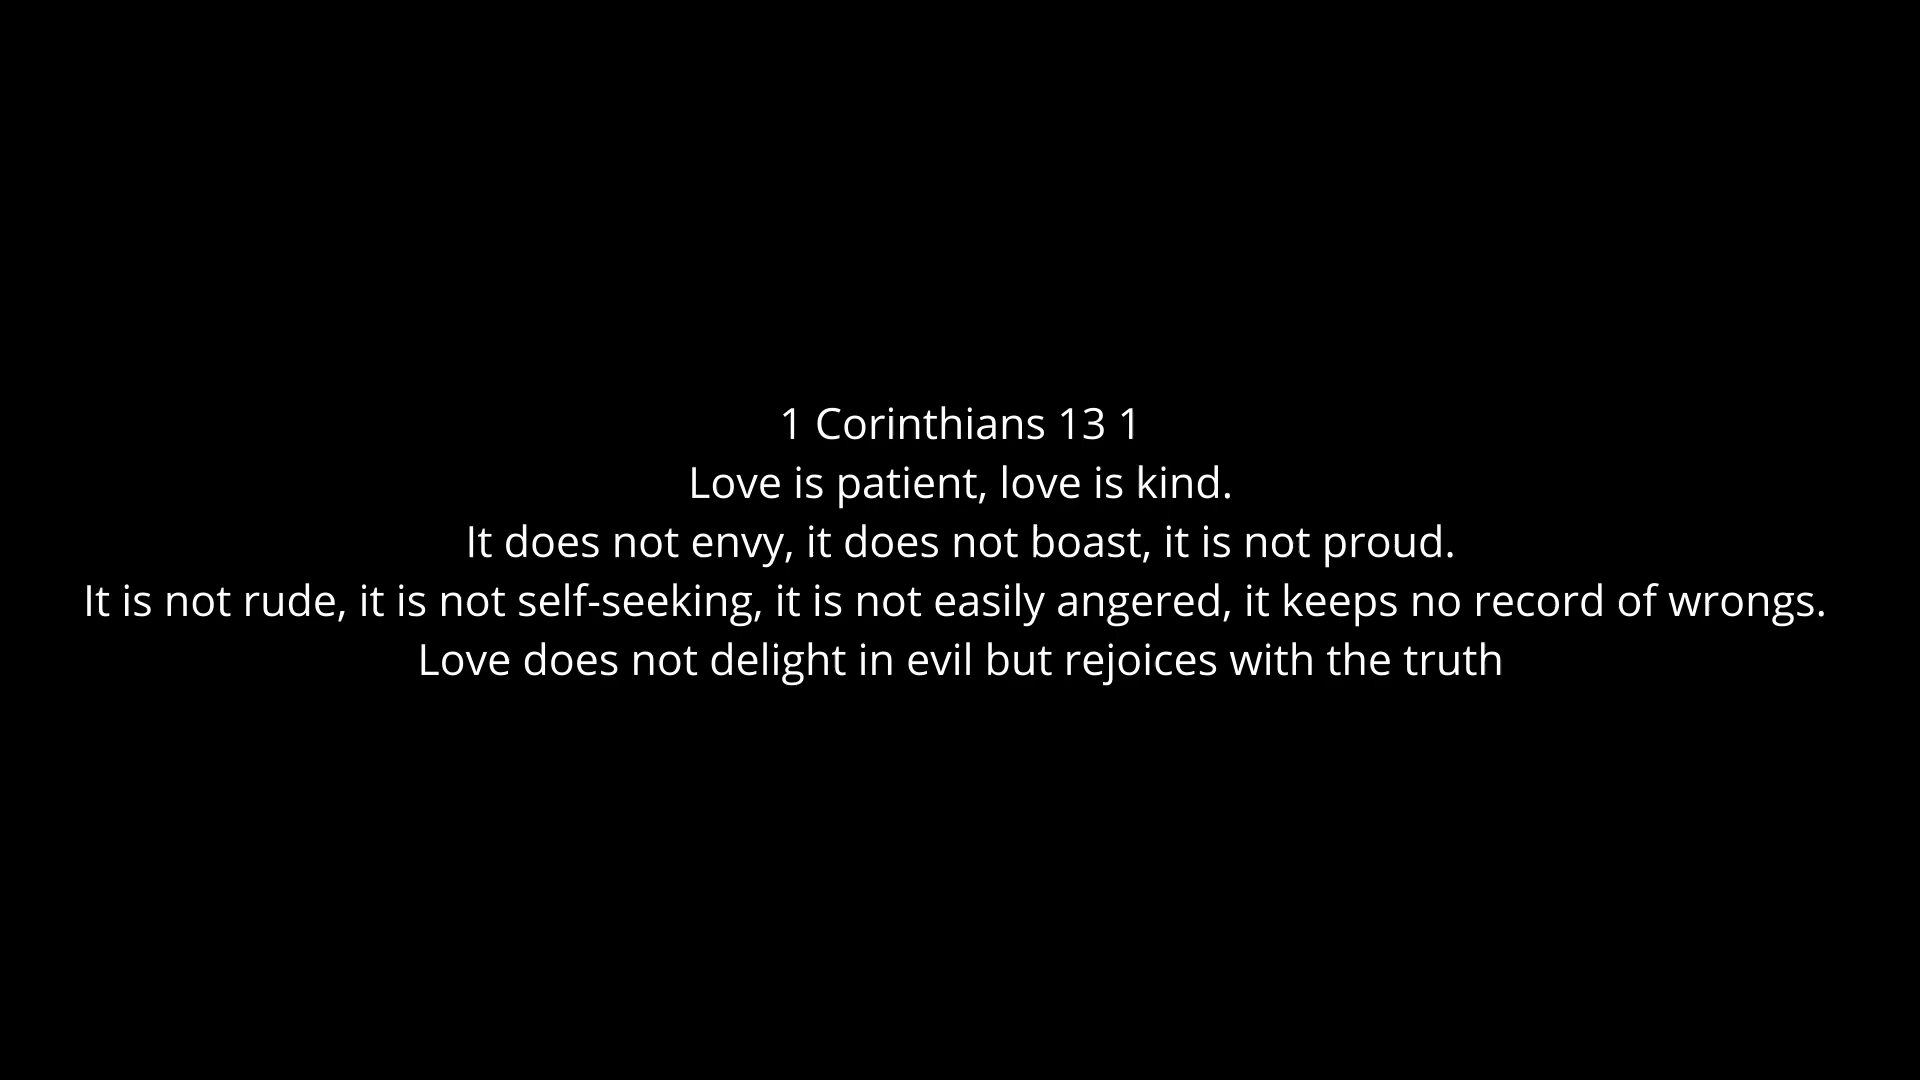 1 Corinthians 13 1
Love is patient, love is kind.
It does not envy, it does not boast, it is not proud.
It is not rude, it is not self-seeking, it is not easily angered, it keeps no record of wrongs.
Love does not delight in evil but rejoices with the truth